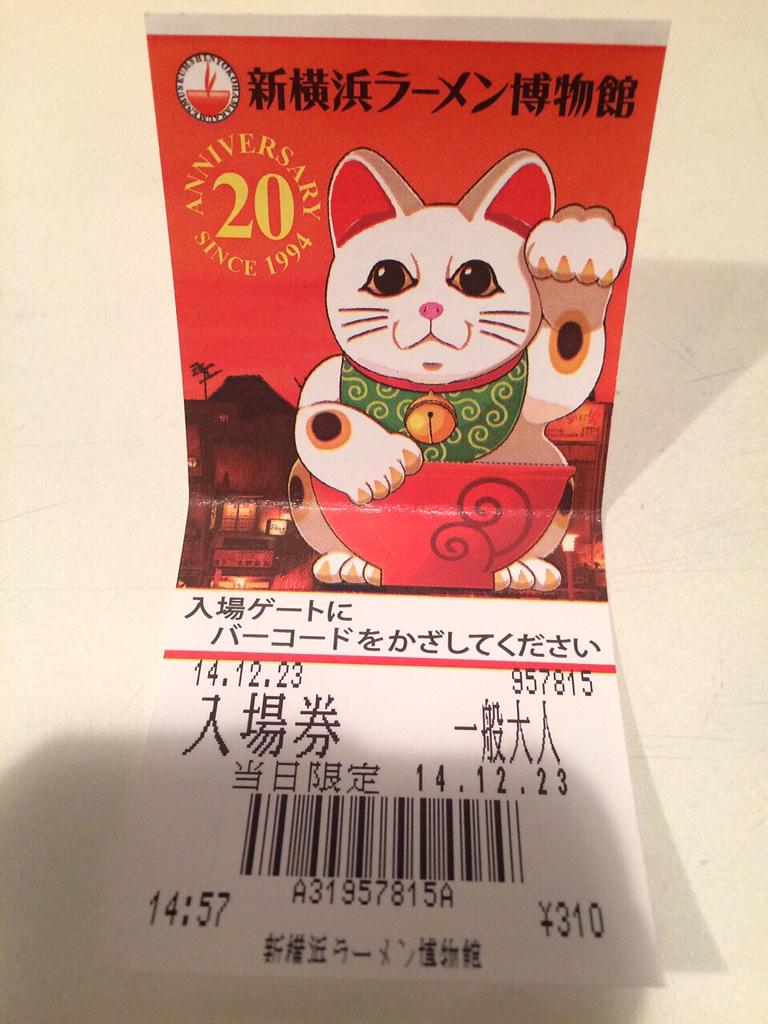 新横浜ラーメン博物館
ANNIVERSARY
20
SINCE 1994
入場ゲートに
バーコードをかざしてください
14.12.23 957815
入場券 一般大人
当日限定 14.12.23
A31957815A
14:57 ¥310
新横浜ラーメン博物館